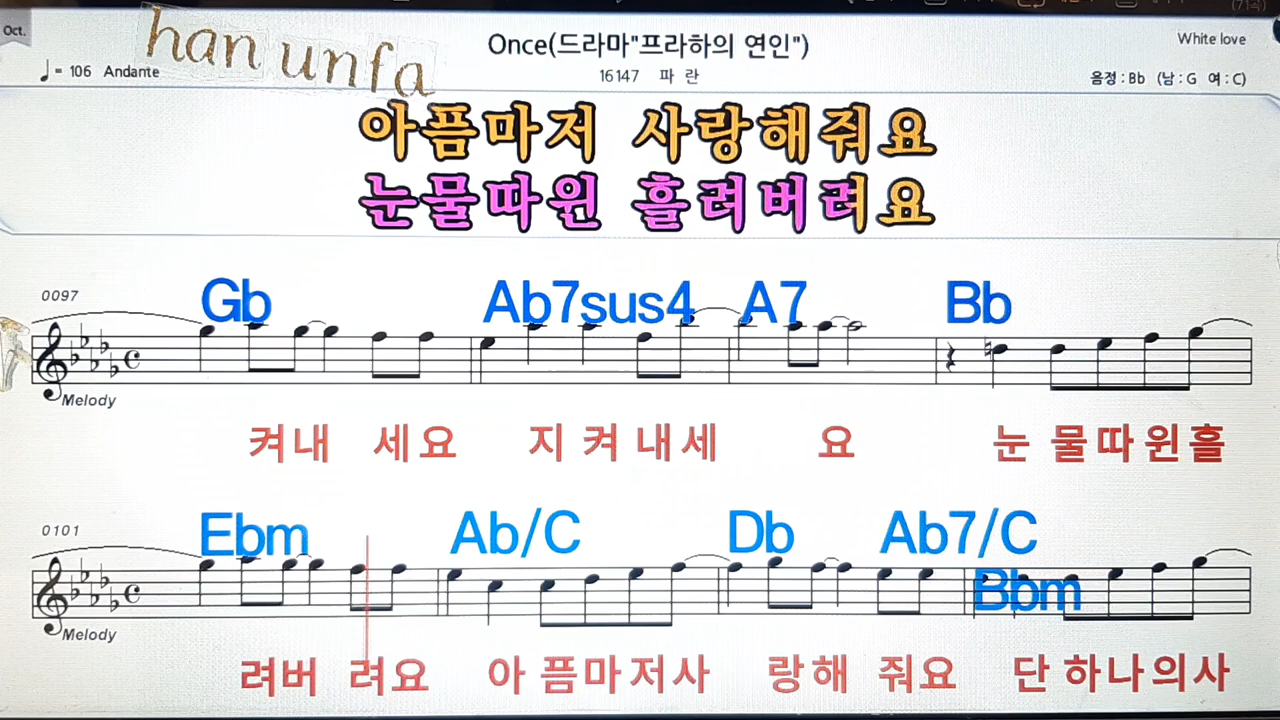 (71곡)
Oct.
han unfa
Once(드라마"프라하의 연인")
White love
♩= 106 Andante
16147 파 란
음정 : Bb (남 : G 여 : C)
아픔마저 사랑해줘요
눈물따윈 흘려버려요
0097
Gb Ab7sus4 A7 Bb
Melody
켜내 세요 지 켜 내세 요 눈 물따윈흘
0101
Ebm Ab/C Db Ab7/C
Bbm
Melody
려버 려요 아 픔마저사 랑해 줘요 단 하나의사